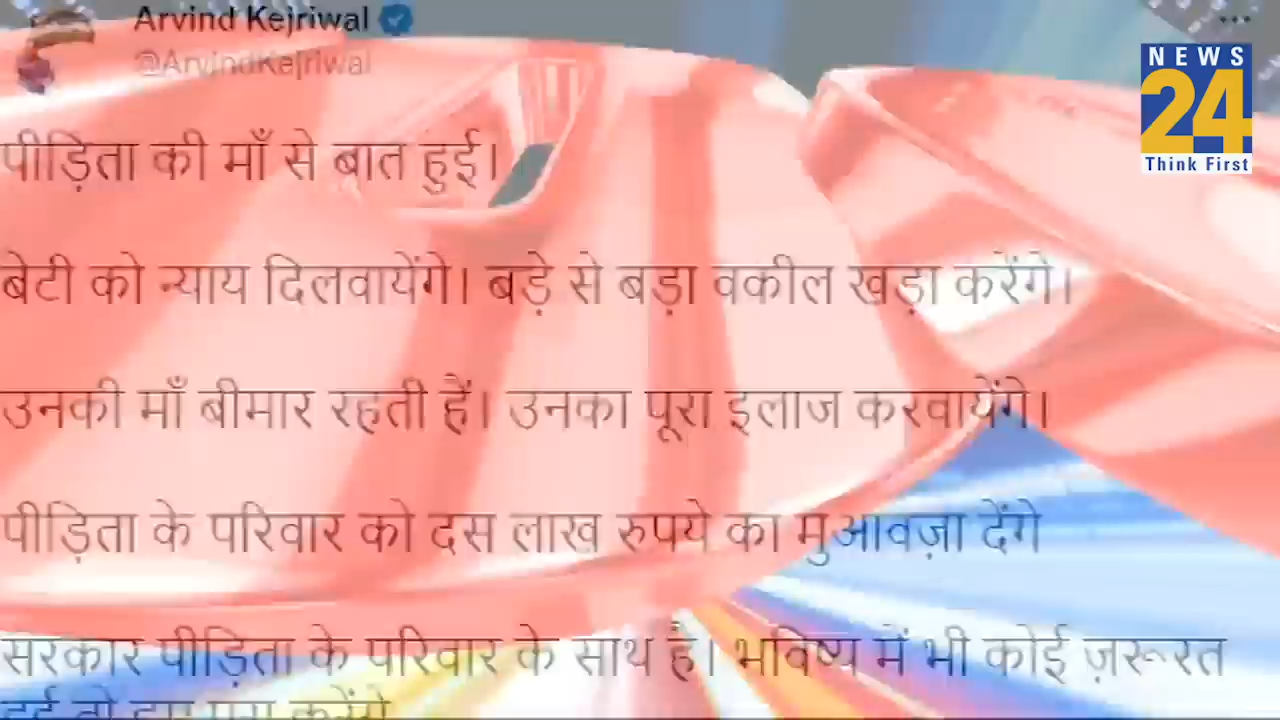 Arvind Kejriwal
@ArvindKejriwal
NEWS
24
Think First
पीड़िता की माँ से बात हुई।
बेटी को न्याय दिलवायेंगे। बड़े से बड़ा वकील खड़ा करेंगे।
उनकी माँ बीमार रहती हैं। उनका पूरा इलाज करवायेंगे।
पीड़िता के परिवार को दस लाख रुपये का मुआवज़ा देंगे
सरकार पीड़िता के परिवार के साथ है। भविष्य में भी कोई ज़रूरत